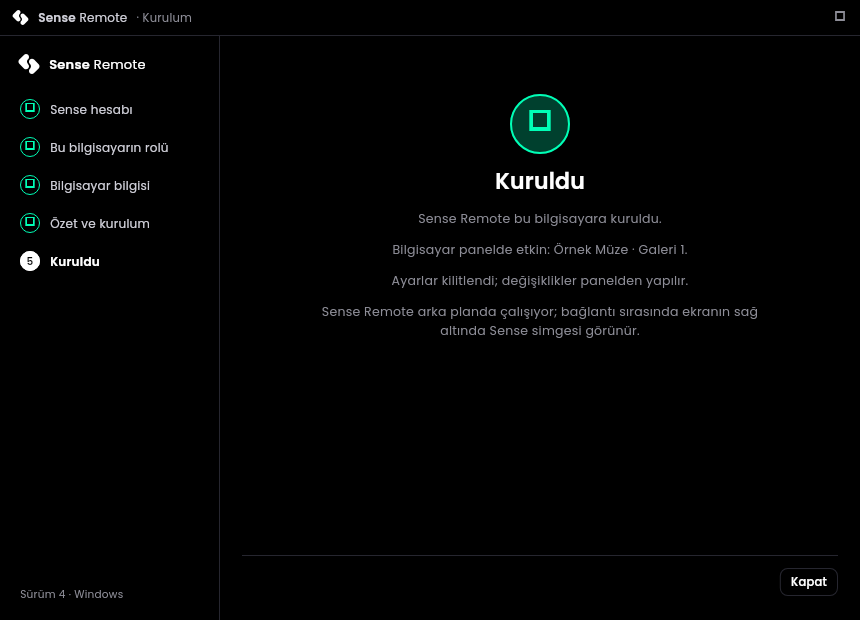 Sense Remote · Kurulum
Sense Remote
Sense hesabı
Bu bilgisayarın rolü
Bilgisayar bilgisi
Özet ve kurulum
5 Kuruldu
Kuruldu
Sense Remote bu bilgisayara kuruldu.
Bilgisayar panelde etkin: Örnek Müze · Galeri 1.
Ayarlar kilitlendi; değişiklikler panelden yapılır.
Sense Remote arka planda çalışıyor; bağlantı sırasında ekranın sağ
altında Sense simgesi görünür.
Kapat
Sürüm 4 · Windows